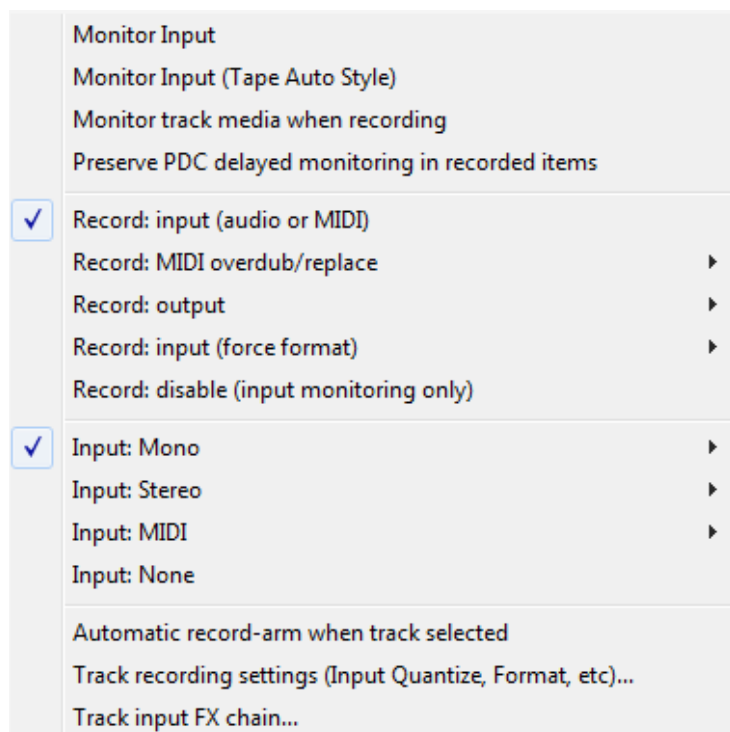 Monitor Input
Monitor Input (Tape Auto Style)
Monitor track media when recording
Preserve PDC delayed monitoring in recorded items
Record: input (audio or MIDI)
Record: MIDI overdub/replace
Record: output
Record: input (force format)
Record: disable (input monitoring only)
Input: Mono
Input: Stereo
Input: MIDI
Input: None
Automatic record-arm when track selected
Track recording settings (Input Quantize, Format, etc)...
Track input FX chain...